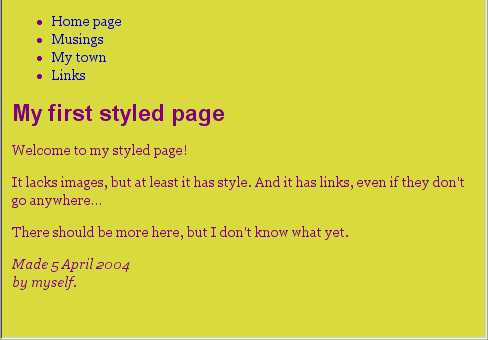 Home page
Musings
My town
Links
My first styled page
Welcome to my styled page!
It lacks images, but at least it has style. And it has links, even if they don't
go anywhere...
There should be more here, but I don't know what yet.
Made 5 April 2004
by myself.